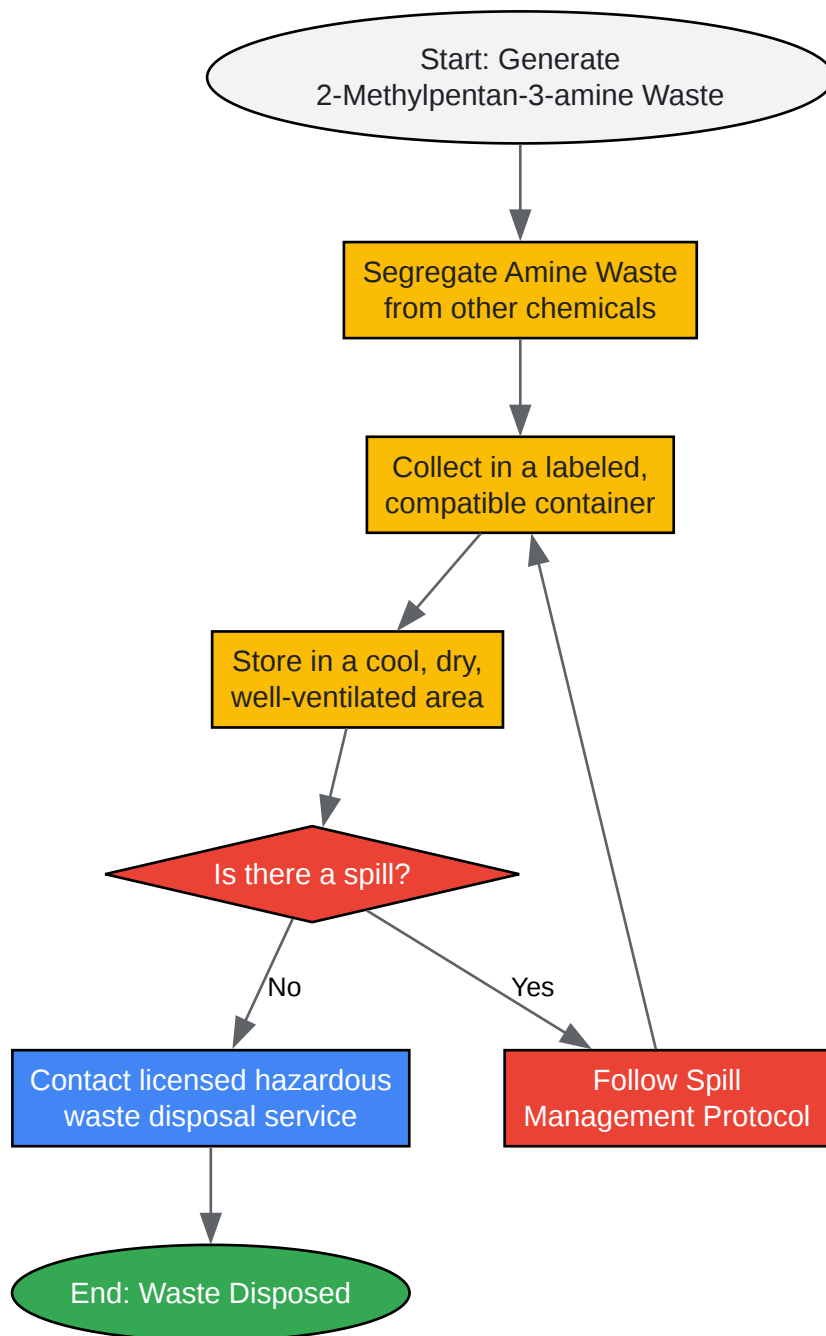 Start: Generate
2-Methylpentan-3-amine Waste
Segregate Amine Waste
from other chemicals
Collect in a labeled,
compatible container
Store in a cool, dry,
well-ventilated area
Is there a spill?
No
Yes
Contact licensed hazardous
waste disposal service
Follow Spill
Management Protocol
End: Waste Disposed